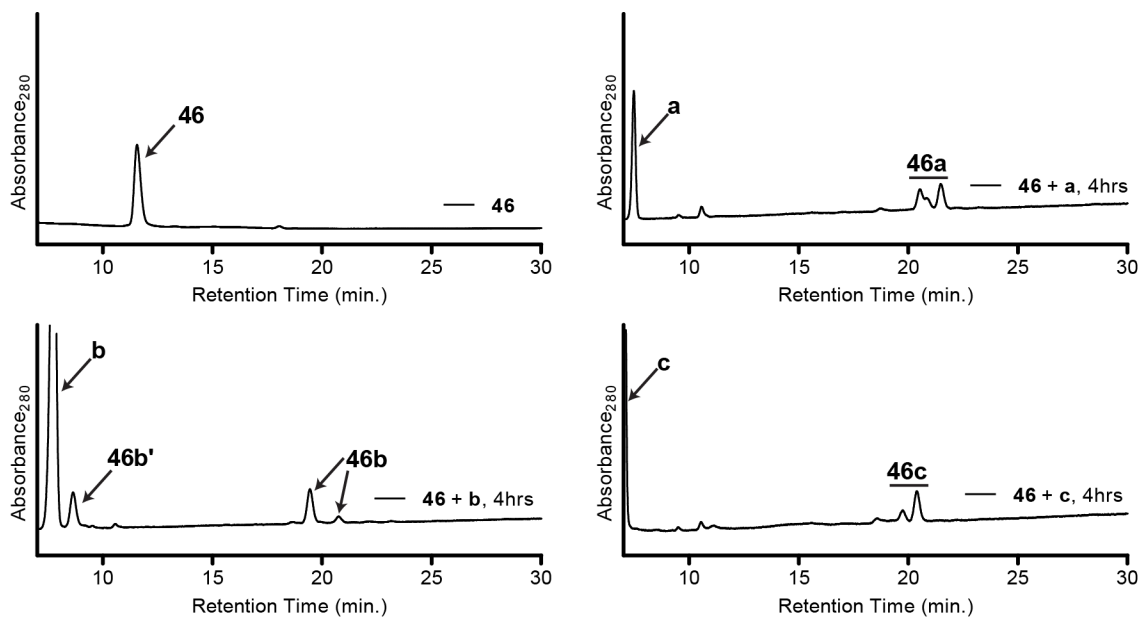 Absorbance280
46
46
10 15 20 25 30
Retention Time (min.)
Absorbance280
a
46a
46 + a, 4hrs
10 15 20 25 30
Retention Time (min.)
Absorbance280
b
46b'
46b
46 + b, 4hrs
10 15 20 25 30
Retention Time (min.)
Absorbance280
c
46c
46 + c, 4hrs
10 15 20 25 30
Retention Time (min.)